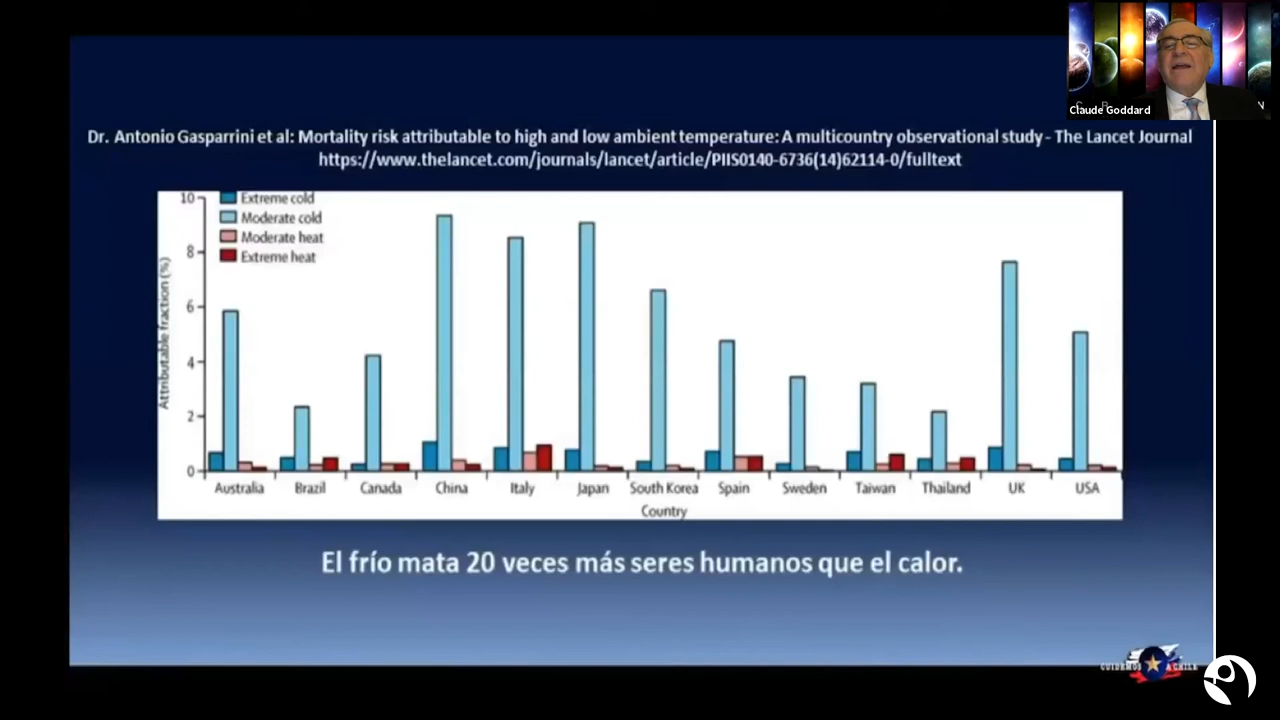 Claude Goddard
Dr. Antonio Gasparrini et al: Mortality risk attributable to high and low ambient temperature: A multicountry observational study - The Lancet Journal
https://www.thelancet.com/journals/lancet/article/PIIS0140-6736(14)62114-0/fulltext
Extreme cold
Moderate cold
Moderate heat
Extreme heat
Attributable fraction (%)
10
8
6
4
2
0
Australia Brazil Canada China Italy Japan South Korea Spain Sweden Taiwan Thailand UK USA
Country
El frío mata 20 veces más seres humanos que el calor.
CUIDEMOS A CHILE